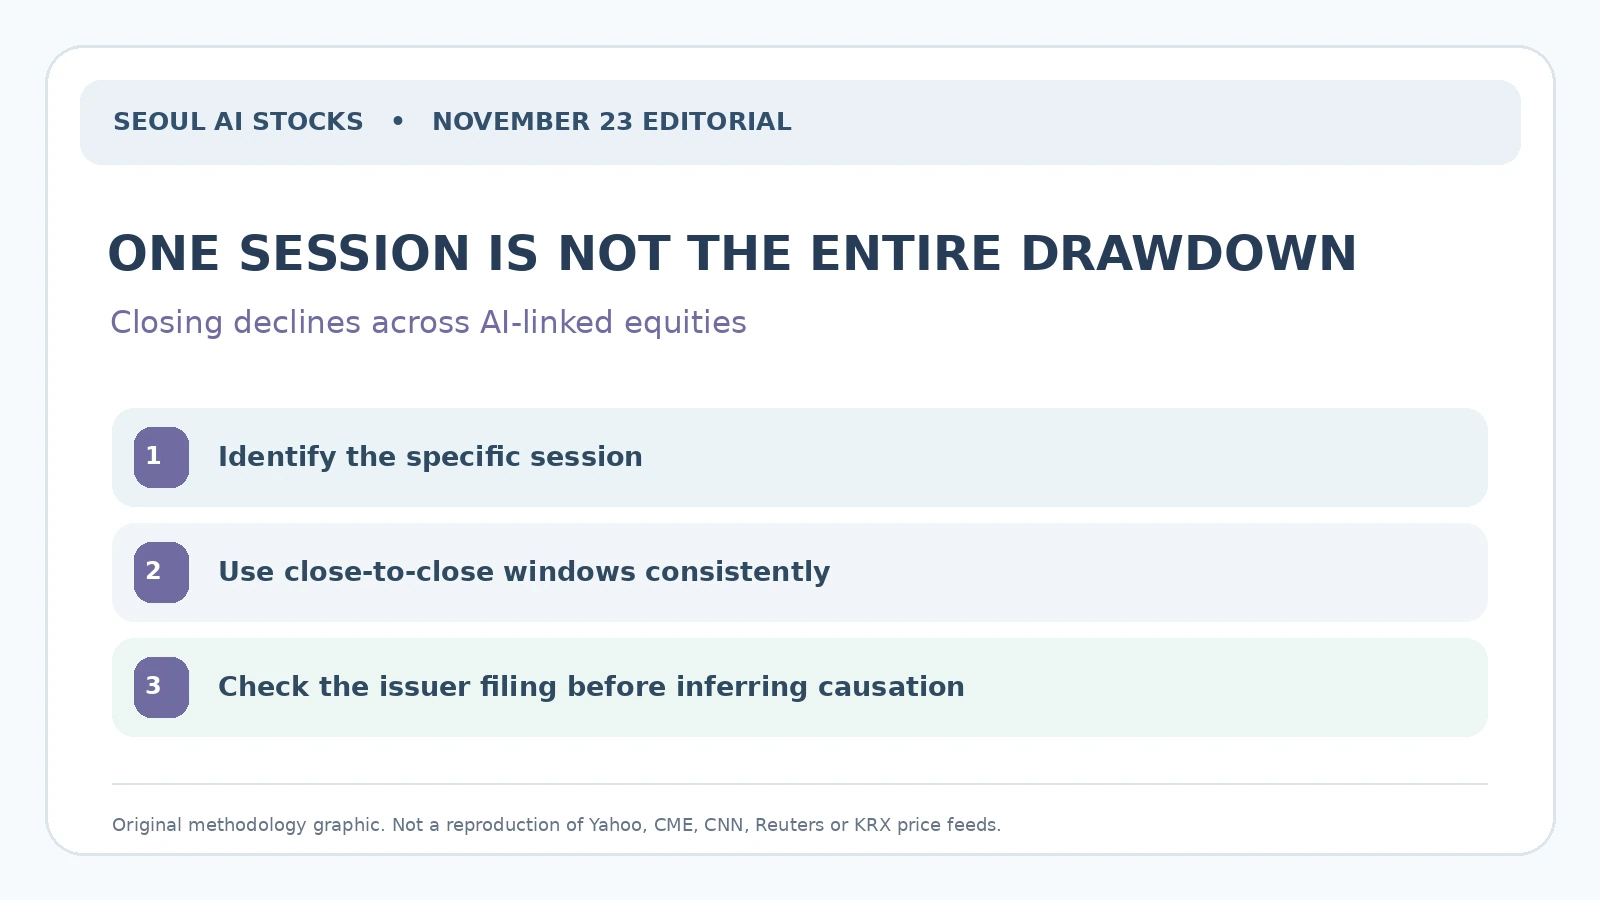 SEOUL AI STOCKS • NOVEMBER 23 EDITORIAL
ONE SESSION IS NOT THE ENTIRE DRAWDOWN
Closing declines across AI-linked equities
1 Identify the specific session
2 Use close-to-close windows consistently
3 Check the issuer filing before inferring causation
Original methodology graphic. Not a reproduction of Yahoo, CME, CNN, Reuters or KRX price feeds.